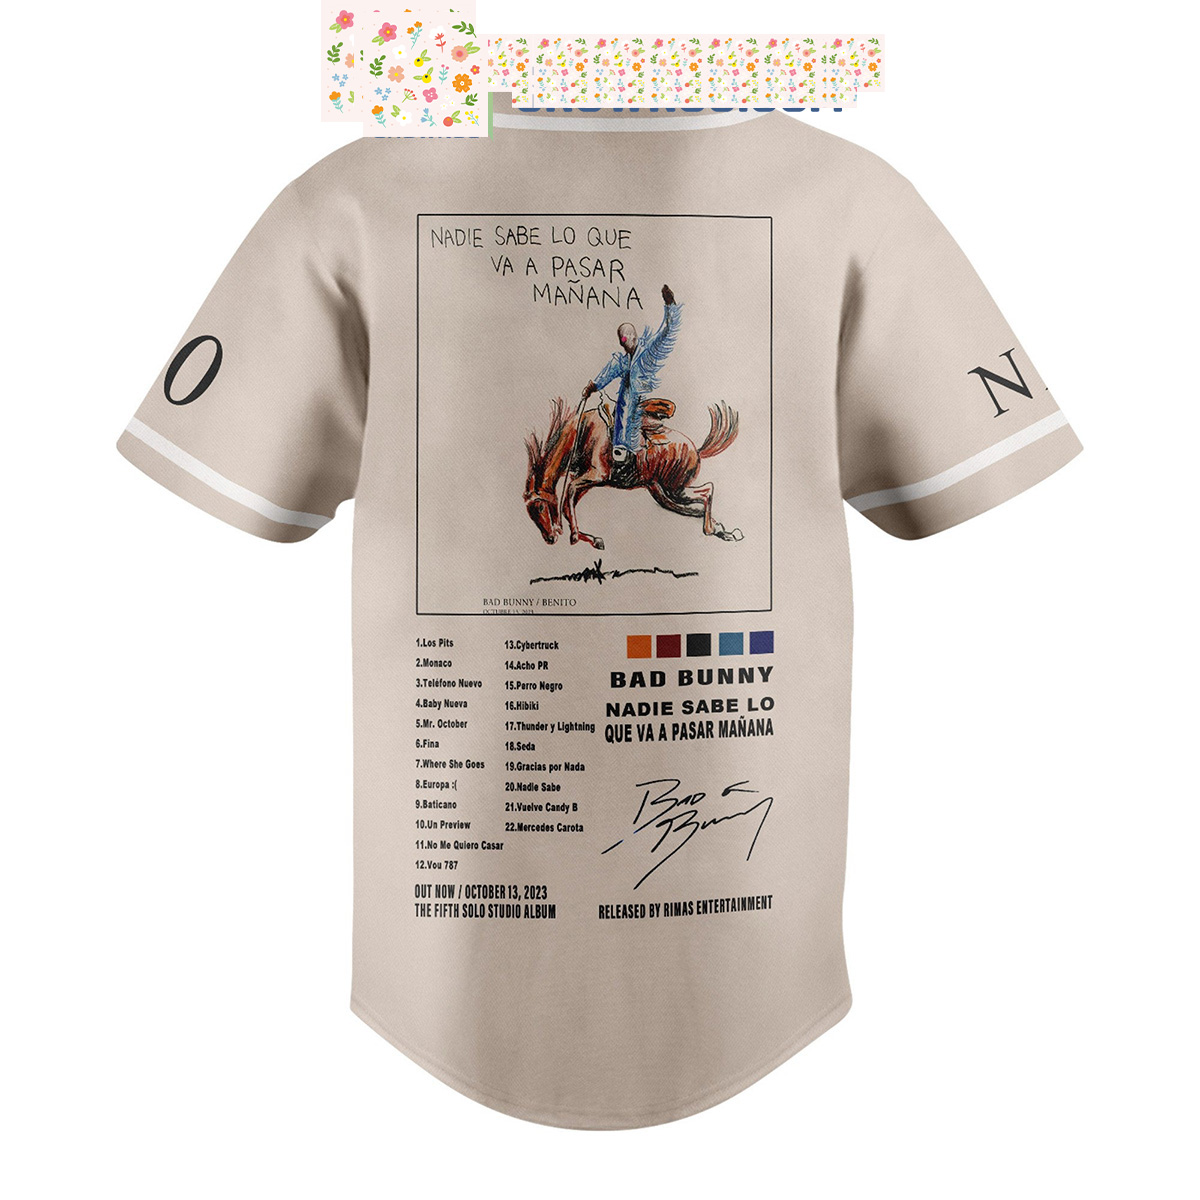 NADIE SABE LO QUE
VA A PASAR
MAÑANA
O
N
BAD BUNNY / BENITO
OCTUBRE 13, 2023
1.Los Pits
2.Monaco
3.Teléfono Nuevo
4.Baby Nueva
5.Mr. October
6.Fina
7.Where She Goes
8.Europa :(
9.Baticano
10.Un Preview
11.No Me Quiero Casar
12.Vou 787
13.Cybertruck
14.Acho PR
15.Perro Negro
16.Hibiki
17.Thunder y Lightning
18.Seda
19.Gracias por Nada
20.Nadie Sabe
21.Vuelve Candy B
22.Mercedes Carota
BAD BUNNY
NADIE SABE LO
QUE VA A PASAR MAÑANA
BAD
BUNNY
OUT NOW / OCTOBER 13, 2023
THE FIFTH SOLO STUDIO ALBUM
RELEASED BY RIMAS ENTERTAINMENT